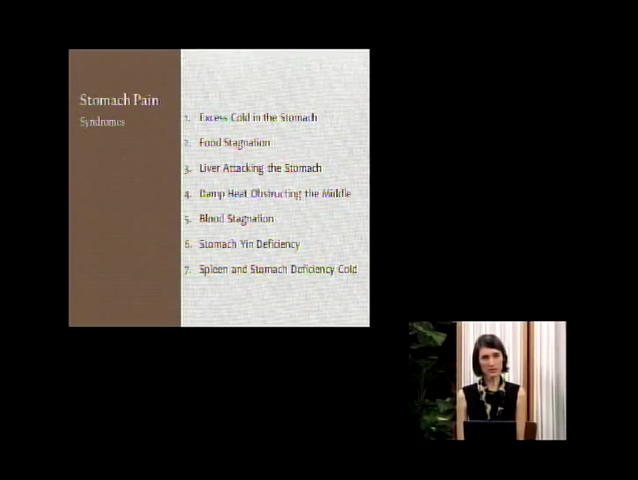 Stomach Pain
Syndromes
1. Excess Cold in the Stomach
2. Food Stagnation
3. Liver Attacking the Stomach
4. Damp Heat Obstructing the Middle
5. Blood Stagnation
6. Stomach Yin Deficiency
7. Spleen and Stomach Deficiency Cold